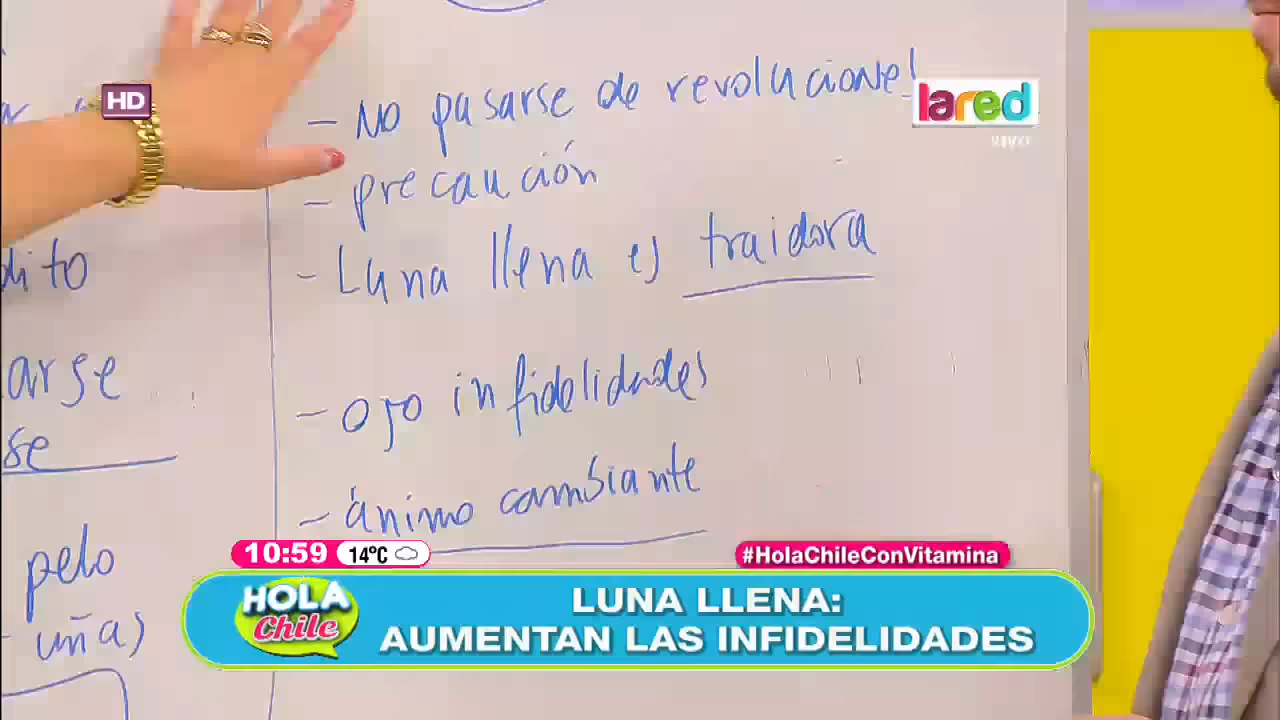 HD
- No pasarse de revoluciones
lared
VIVO
- precaución
- Luna llena es traidora
- ojo infidelidades
- ánimo cambiante
dito
arse
se
pelo
- uñas
10:59 14°C
#HolaChileConVitamina
HOLA
Chile
LUNA LLENA:
AUMENTAN LAS INFIDELIDADES